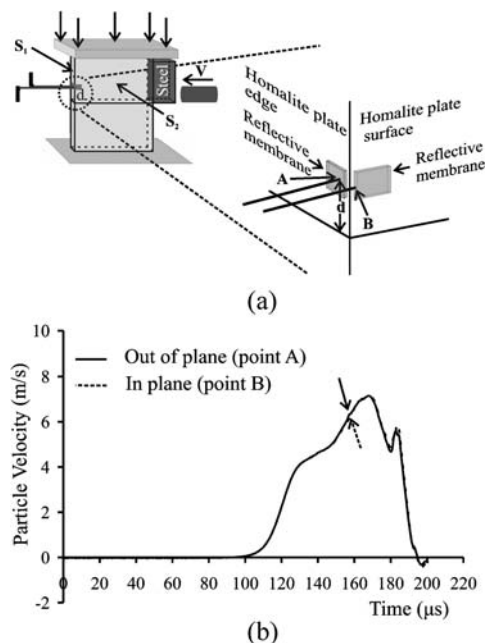 S₁
L
d
Steel
V
S₂
Homalite plate
edge
Homalite plate
surface
Reflective
membrane
Reflective
membrane
A
d
B
(a)
10
8
6
4
2
0
-2
Particle Velocity (m/s)
Out of plane (point A)
In plane (point B)
0 20 40 60 80 100 120 140 160 180 200 220
Time (μs)
(b)